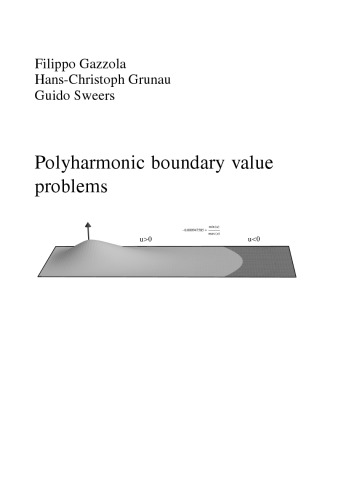 Filippo Gazzola
Hans-Christoph Grunau
Guido Sweers
Polyharmonic boundary value
problems
u>0
u<0